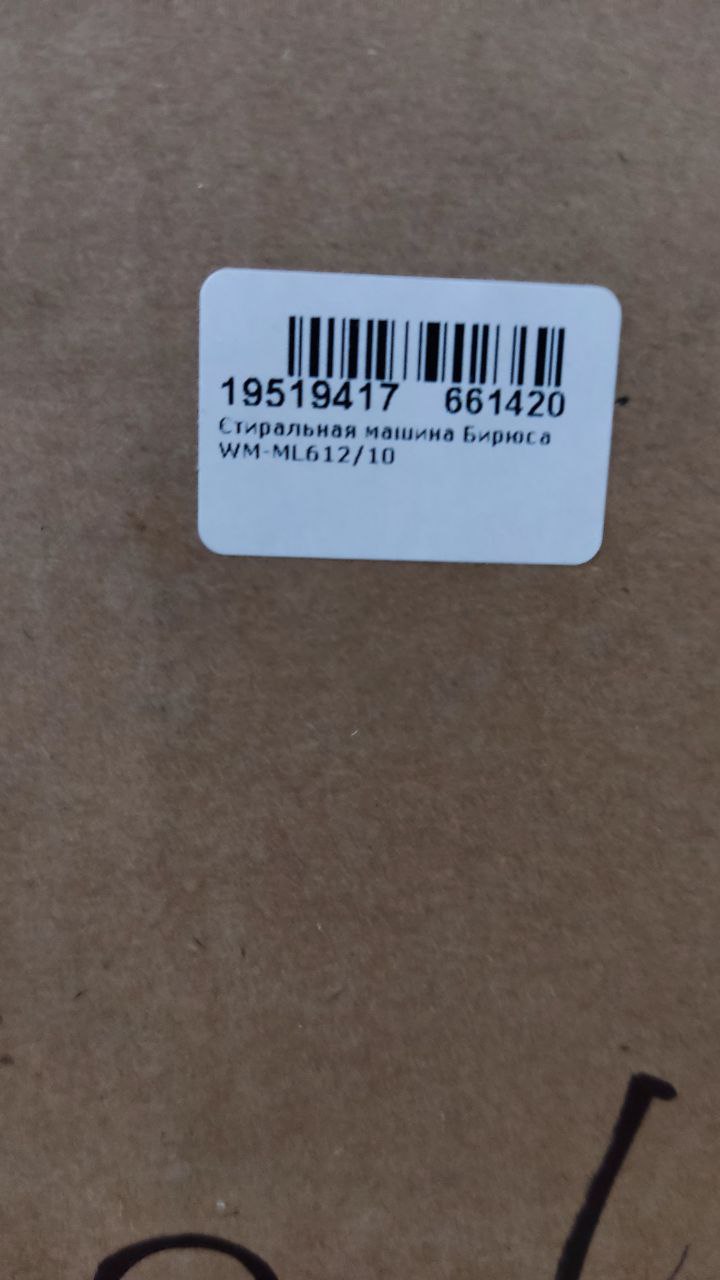 19519417 661420
Стиральная машина Бирюса
WM-ML612/10